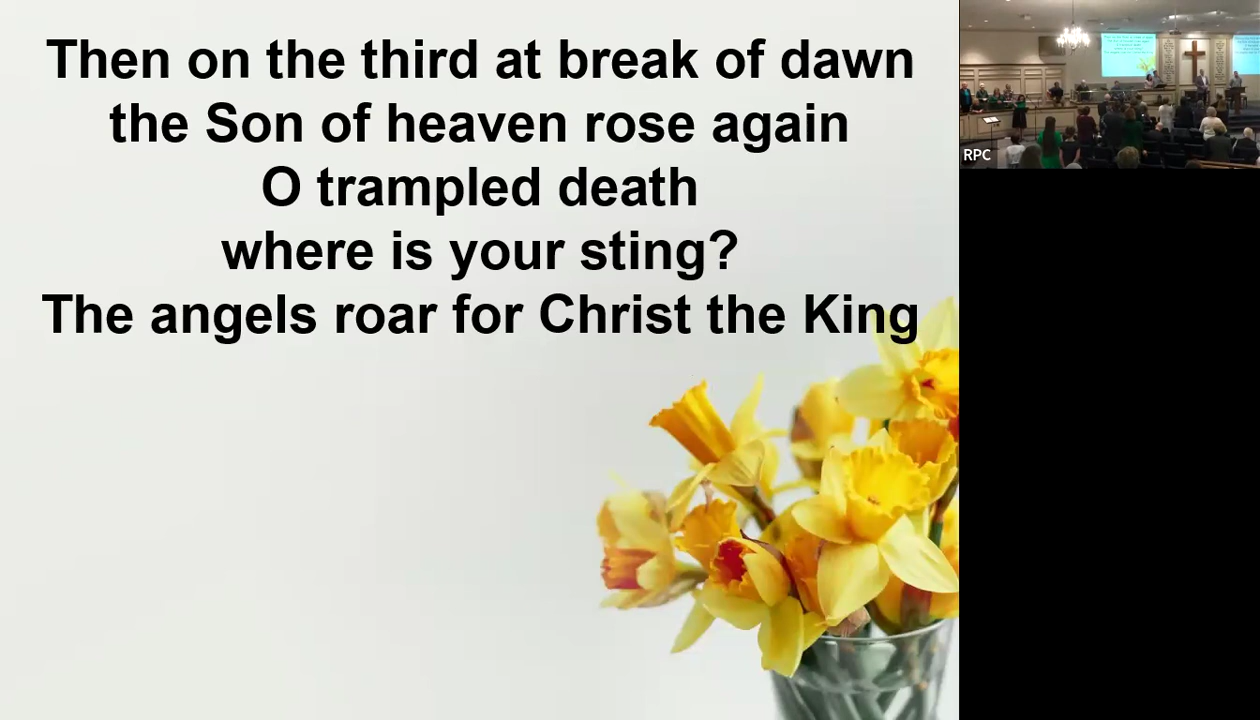 Then on the third at break of dawn
the Son of heaven rose again
O trampled death
where is your sting?
The angels roar for Christ the King
RPC